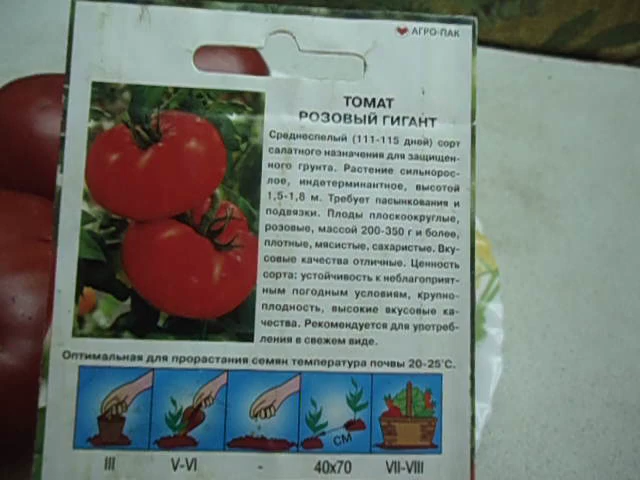 АГРО-ПАК
ТОМАТ
РОЗОВЫЙ ГИГАНТ
Среднеспелый (111-115 дней) сорт
салатного назначения для защищен-
ного грунта. Растение сильнорос-
лое, индетерминантное, высотой
1,5-1,8 м. Требует пасынкования и
подвязки. Плоды плоскоокруглые,
розовые, массой 200-350 г и более,
плотные, мясистые, сахаристые. Вку-
совые качества отличные. Ценность
сорта: устойчивость к неблагоприят-
ным погодным условиям, крупно-
плодность, высокие вкусовые ка-
чества. Рекомендуется для употреб-
ления в свежем виде.
Оптимальная для прорастания семян температура почвы 20-25°С.
СМ
III V-VI - 40x70 VII-VIII